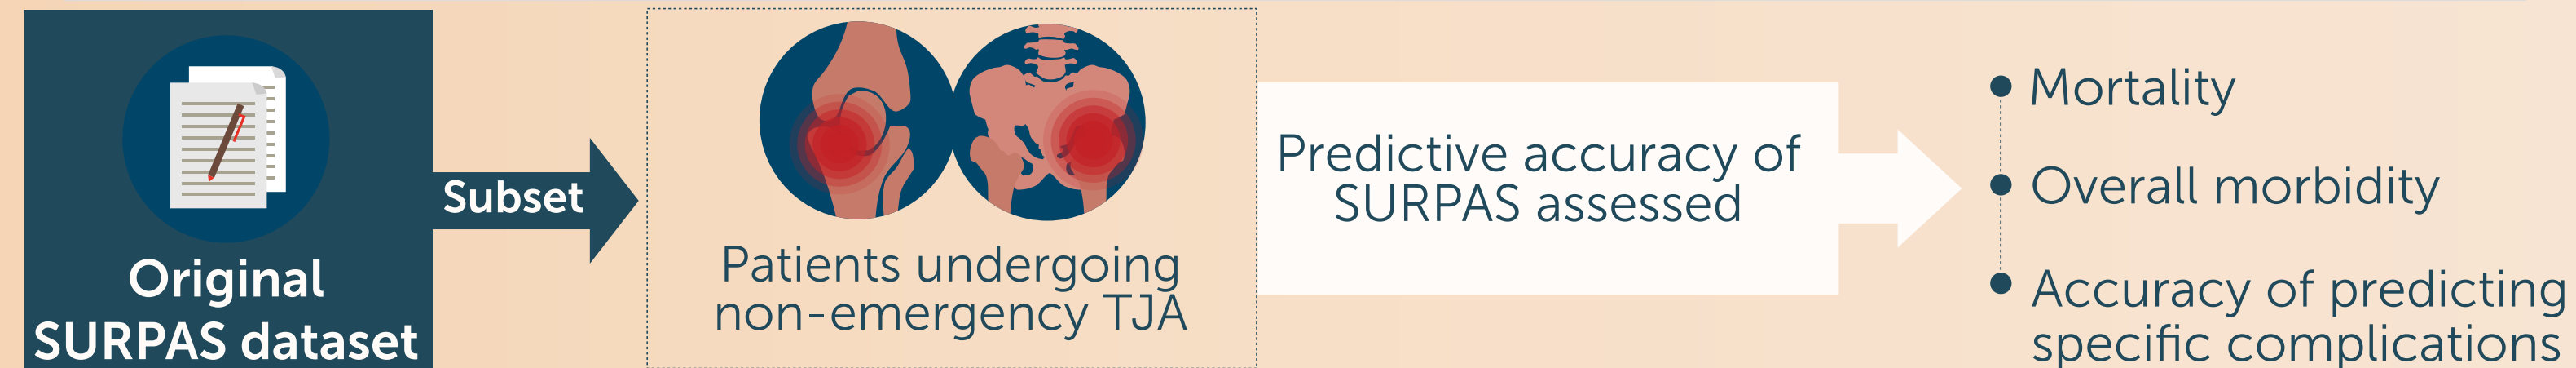 Original
SURPAS dataset
Subset
Patients undergoing
non-emergency TJA
Predictive accuracy of
SURPAS assessed
Mortality
Overall morbidity
Accuracy of predicting
specific complications